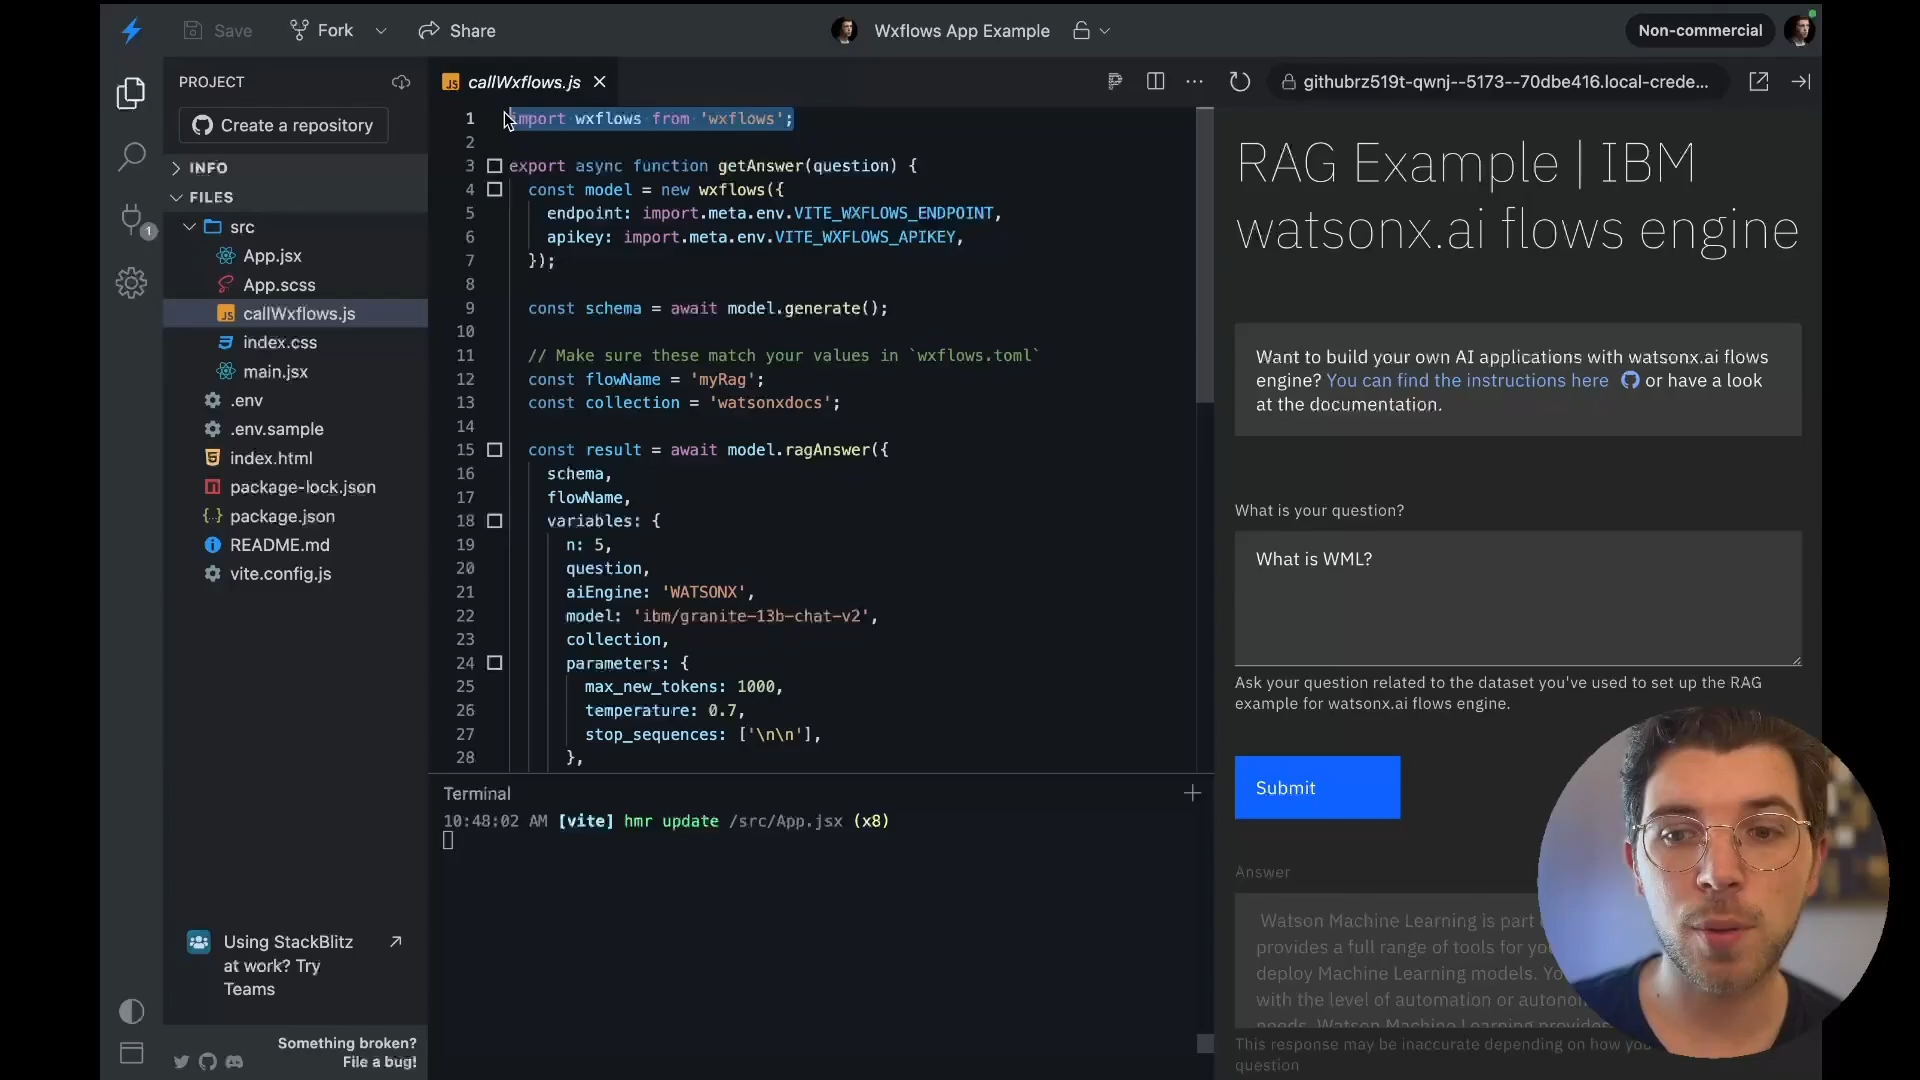 Save
Fork
Share
Wxflows App Example
Non-commercial
PROJECT
Create a repository
INFO
FILES
src
App.jsx
App.scss
callWxflows.js
index.css
main.jsx
.env
.env.sample
index.html
package-lock.json
package.json
README.md
vite.config.js
Using StackBlitz
at work? Try
Teams
Something broken?
File a bug!
callWxflows.js
1 import wxflows from 'wxflows';
2
3 export async function getAnswer(question) {
4 const model = new wxflows({
5 endpoint: import.meta.env.VITE_WXFLOWS_ENDPOINT,
6 apikey: import.meta.env.VITE_WXFLOWS_APIKEY,
7 });
8
9 const schema = await model.generate();
10
11 // Make sure these match your values in `wxflows.toml`
12 const flowName = 'myRag';
13 const collection = 'watsonxdocs';
14
15 const result = await model.ragAnswer({
16 schema,
17 flowName,
18 variables: {
19 n: 5,
20 question,
21 aiEngine: 'WATSONX',
22 model: 'ibm/granite-13b-chat-v2',
23 collection,
24 parameters: {
25 max_new_tokens: 1000,
26 temperature: 0.7,
27 stop_sequences: ['\n\n'],
28 },
Terminal
10:48:02 AM [vite] hmr update /src/App.jsx (x8)
githubrz519t-qwnj--5173--70dbe416.local-crede...
RAG Example | IBM
watsonx.ai flows engine
Want to build your own AI applications with watsonx.ai flows
engine? You can find the instructions here or have a look
at the documentation.
What is your question?
What is WML?
Ask your question related to the dataset you've used to set up the RAG
example for watsonx.ai flows engine.
Submit
Answer
Watson Machine Learning is part
provides a full range of tools for
deploy Machine Learning models.
with the level of automation or
needs. Watson Machine Learning
This response may be inaccurate depending on how
question